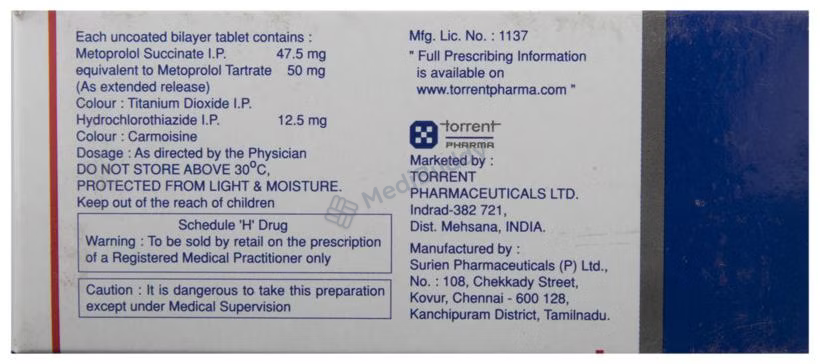 Each uncoated bilayer tablet contains :
Metoprolol Succinate I.P. 47.5 mg
equivalent to Metoprolol Tartrate 50 mg
(As extended release)
Colour : Titanium Dioxide I.P.
Hydrochlorothiazide I.P. 12.5 mg
Colour : Carmoisine
Dosage : As directed by the Physician
DO NOT STORE ABOVE 30°C,
PROTECTED FROM LIGHT & MOISTURE.
Keep out of the reach of children
Schedule 'H' Drug
Warning : To be sold by retail on the prescription
of a Registered Medical Practitioner only
Caution : It is dangerous to take this preparation
except under Medical Supervision
Mfg. Lic. No. : 1137
" Full Prescribing Information
is available on
www.torrentpharma.com "
torrent
PHARMA
Marketed by :
TORRENT
PHARMACEUTICALS LTD.
Indrad-382 721,
Dist. Mehsana, INDIA.
Manufactured by :
Surien Pharmaceuticals (P) Ltd.,
No. : 108, Chekkady Street,
Kovur, Chennai - 600 128,
Kanchipuram District, Tamilnadu.